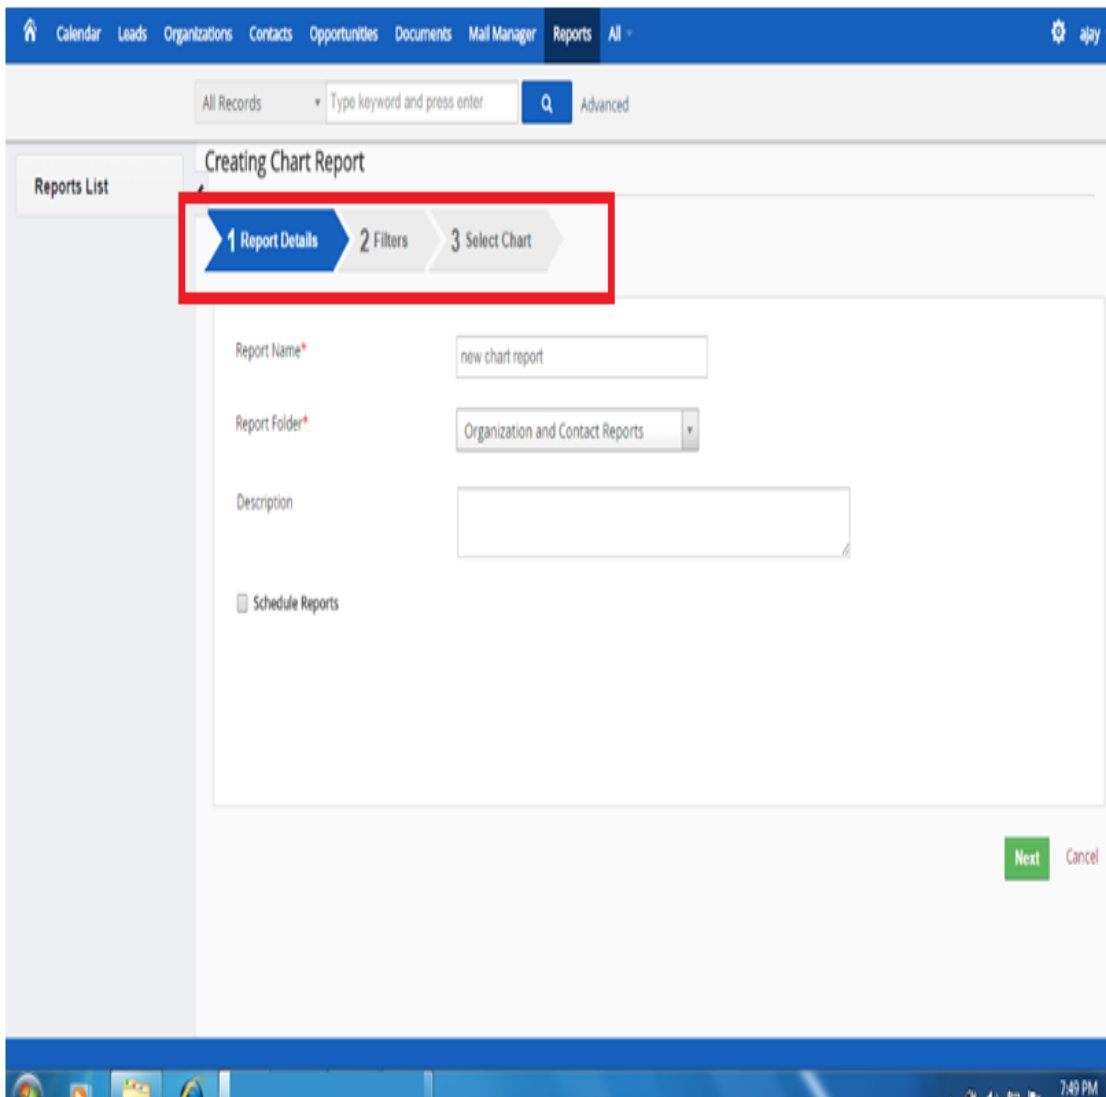 Calendar Leads Organizations Contacts Opportunities Documents Mail Manager Reports All ajay
All Records Type keyword and press enter Advanced
Creating Chart Report
Reports List
1 Report Details 2 Filters 3 Select Chart
Report Name* new chart report
Report Folder* Organization and Contact Reports
Description
Schedule Reports
Next Cancel
7:49 PM